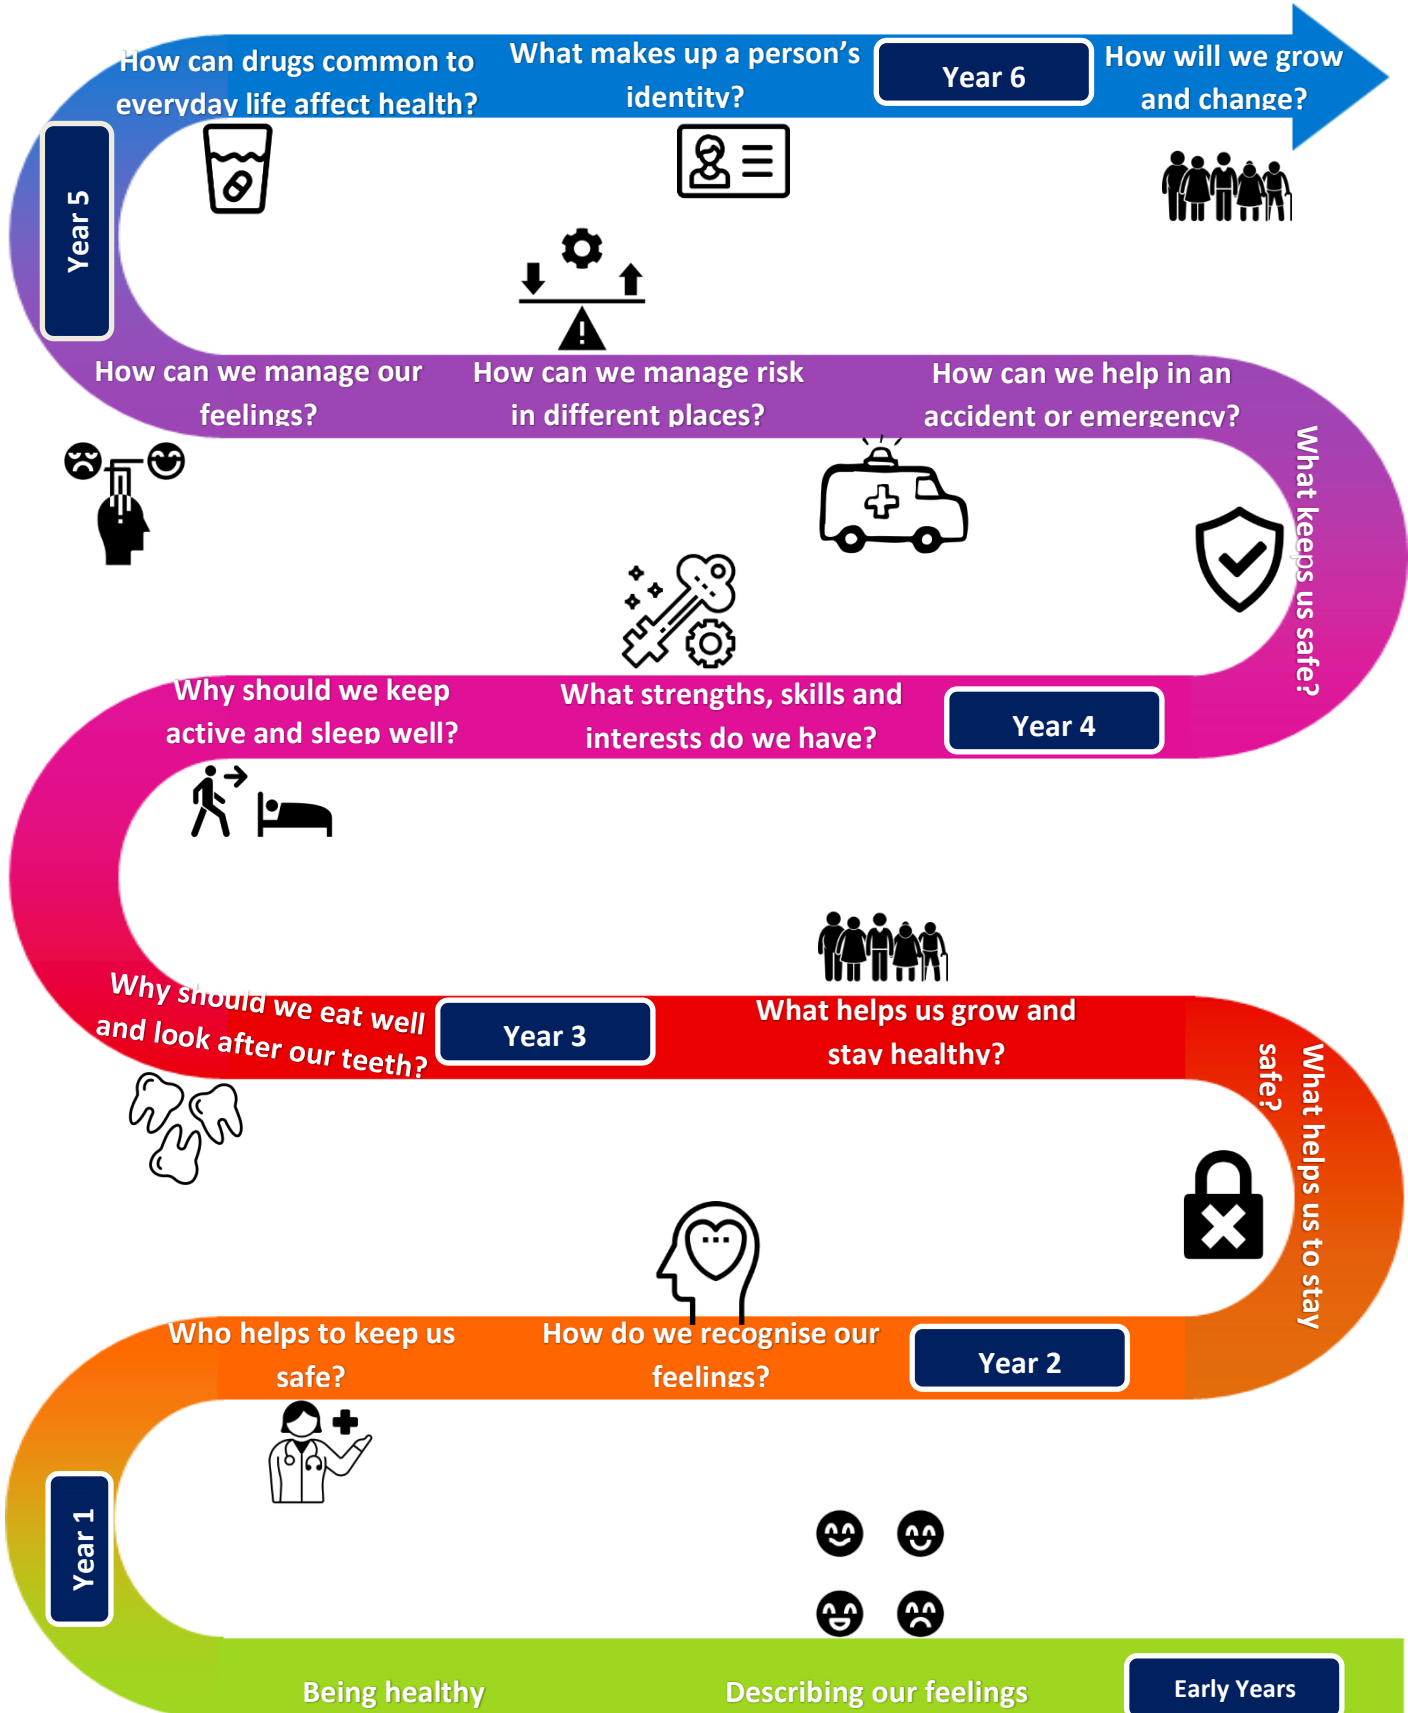 How can drugs common to
everyday life affect health?
What makes up a person's
identity?
Year 6
How will we grow
and change?
Year 5
How can we manage our
feelings?
How can we manage risk
in different places?
How can we help in an
accident or emergency?
What keeps us safe?
Why should we keep
active and sleep well?
What strengths, skills and
interests do we have?
Year 4
Why should we eat well
and look after our teeth?
Year 3
What helps us grow and
stay healthy?
What helps us to stay
safe?
Who helps to keep us
safe?
How do we recognise our
feelings?
Year 2
Year 1
Being healthy
Describing our feelings
Early Years